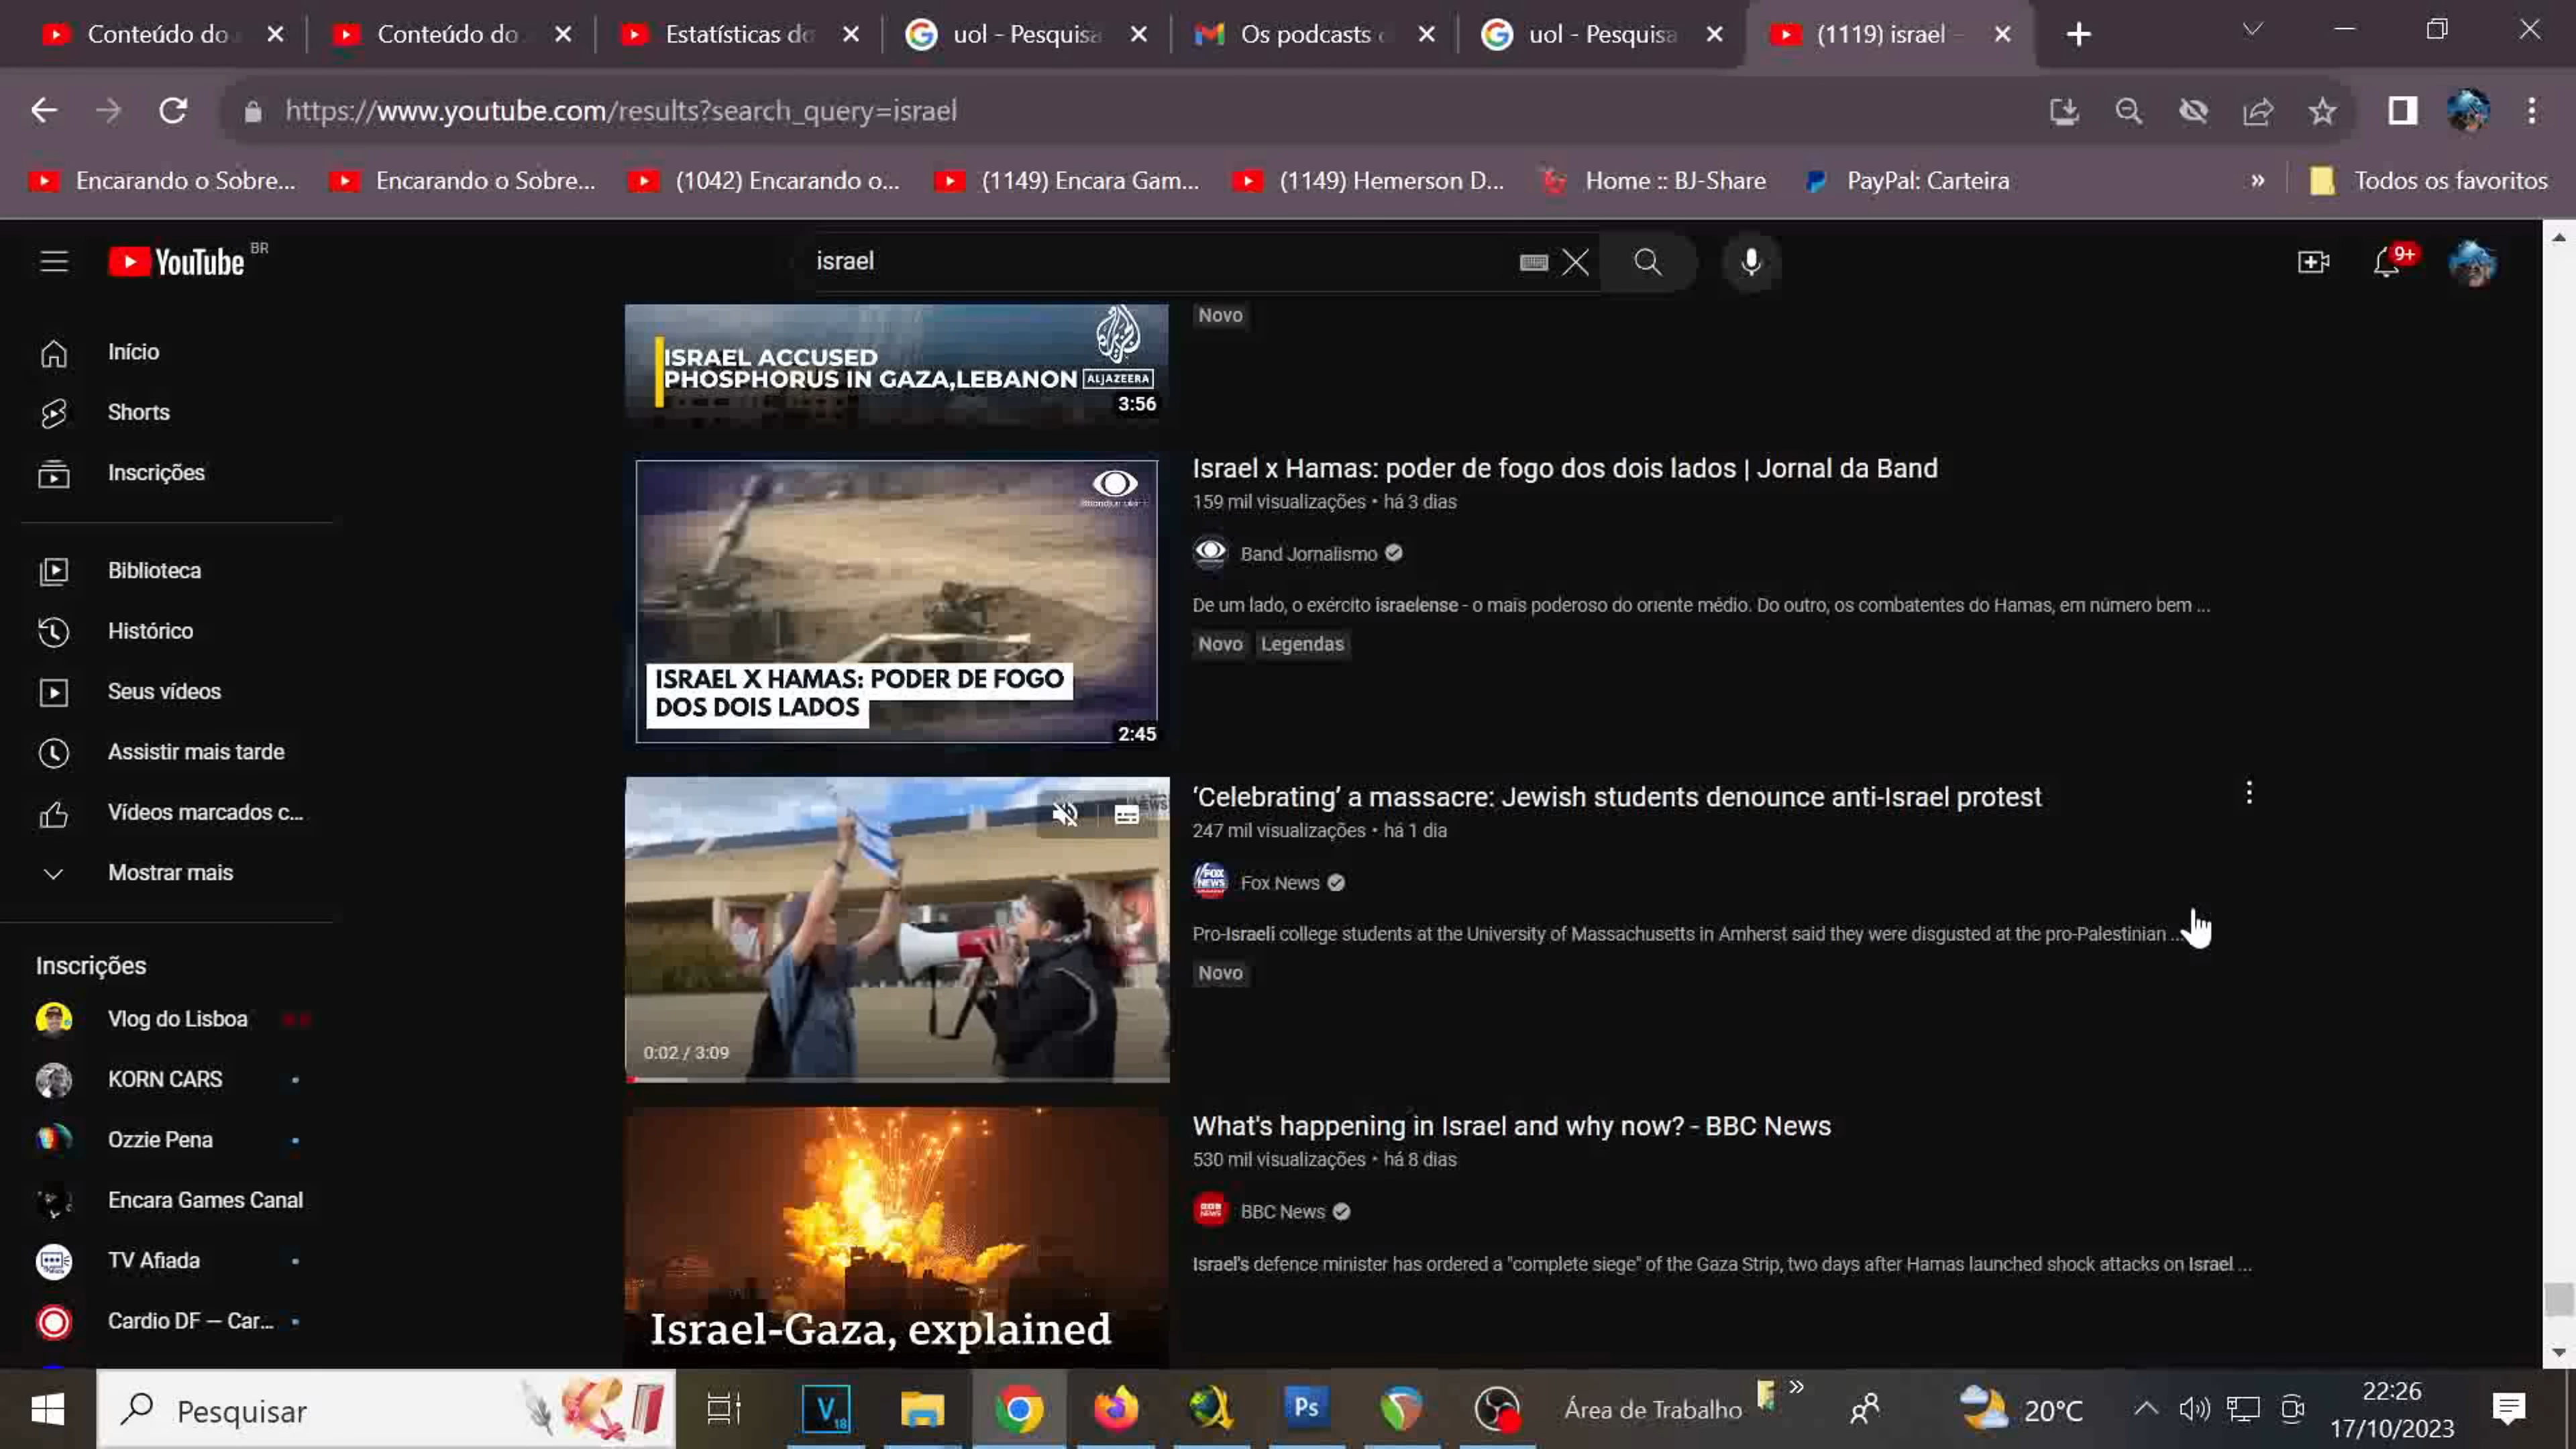 Conteúdo do
Conteúdo do
Estatísticas do
uol - Pesquisa
Os podcasts
uol - Pesquisa
(1119) israel -
https://www.youtube.com/results?search_query=israel
Encarando o Sobre...
Encarando o Sobre...
(1042) Encarando o...
(1149) Encara Gam...
(1149) Hemerson D...
Home :: BJ-Share
PayPal: Carteira
»
Todos os favoritos
YouTube
BR
israel
9+
Início
Shorts
Inscrições
Biblioteca
Histórico
Seus vídeos
Assistir mais tarde
Vídeos marcados c...
Mostrar mais
Inscrições
Vlog do Lisboa
KORN CARS
Ozzie Pena
Encara Games Canal
TV Afiada
Cardio DF — Car...
ISRAEL ACCUSED
PHOSPHORUS IN GAZA,LEBANON
ALJAZEERA
3:56
Novo
ISRAEL X HAMAS: PODER DE FOGO
DOS DOIS LADOS
2:45
Israel x Hamas: poder de fogo dos dois lados | Jornal da Band
159 mil visualizações • há 3 dias
Band Jornalismo
De um lado, o exército israelense - o mais poderoso do oriente médio. Do outro, os combatentes do Hamas, em número bem ...
Novo
Legendas
0:02 / 3:09
‘Celebrating’ a massacre: Jewish students denounce anti-Israel protest
247 mil visualizações • há 1 dia
FOX
NEWS
Fox News
Pro-Israeli college students at the University of Massachusetts in Amherst said they were disgusted at the pro-Palestinian ...
Novo
Israel-Gaza, explained
What's happening in Israel and why now? - BBC News
530 mil visualizações • há 8 dias
BBC
NEWS
BBC News
Israel's defence minister has ordered a "complete siege" of the Gaza Strip, two days after Hamas launched shock attacks on Israel ...
Pesquisar
V
18
Ps
Área de Trabalho
»
20°C
22:26
17/10/2023